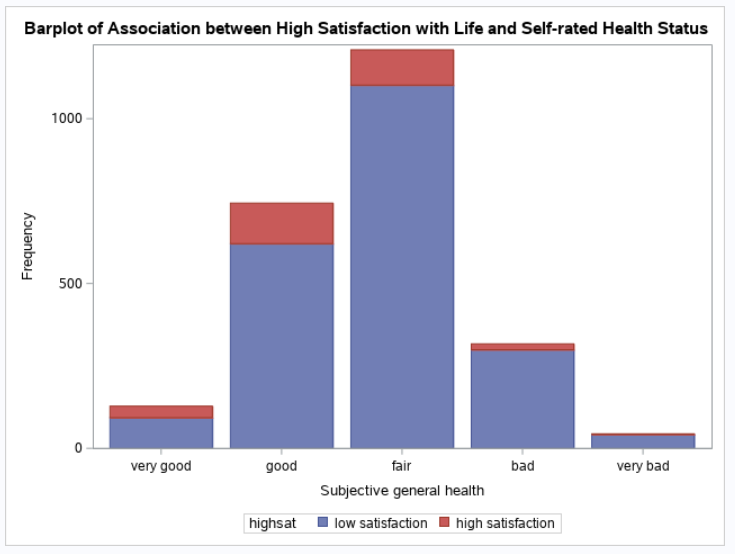 Barplot of Association between High Satisfaction with Life and Self-rated Health Status
1000
500
0
Frequency
very good good fair bad very bad
Subjective general health
highsat low satisfaction high satisfaction